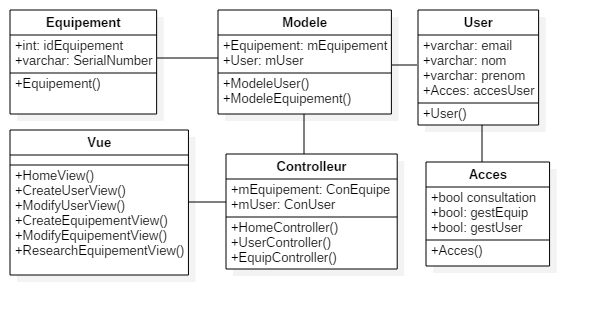 Equipement
+int: idEquipement
+varchar: SerialNumber
+Equipement()
Modele
+Equipement: mEquipement
+User: mUser
+ModeleUser()
+ModeleEquipement()
User
+varchar: email
+varchar: nom
+varchar: prenom
+Acces: accesUser
+User()
Vue
+HomeView()
+CreateUserView()
+ModifyUserView()
+CreateEquipementView()
+ModifyEquipementView()
+ResearchEquipementView()
Controlleur
+mEquipement: ConEquipe
+mUser: ConUser
+HomeController()
+UserController()
+EquipController()
Acces
+bool consultation
+bool: gestEquip
+bool: gestUser
+Acces()